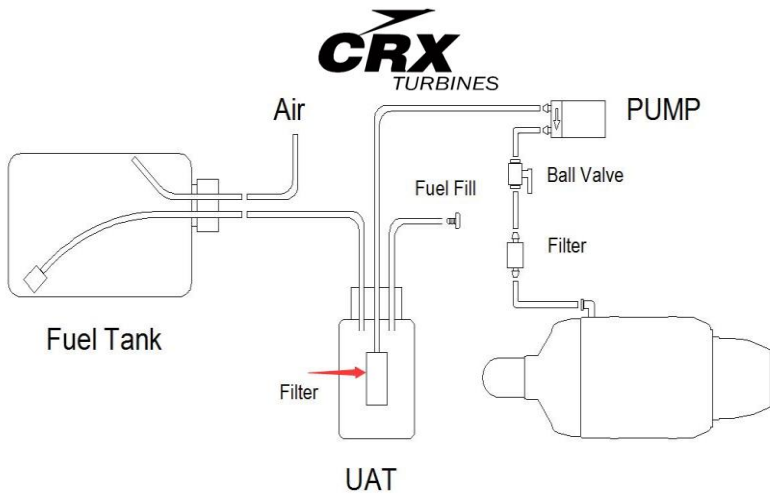 CRX
TURBINES
Air
PUMP
Fuel Fill
Ball Valve
Filter
Fuel Tank
Filter
UAT